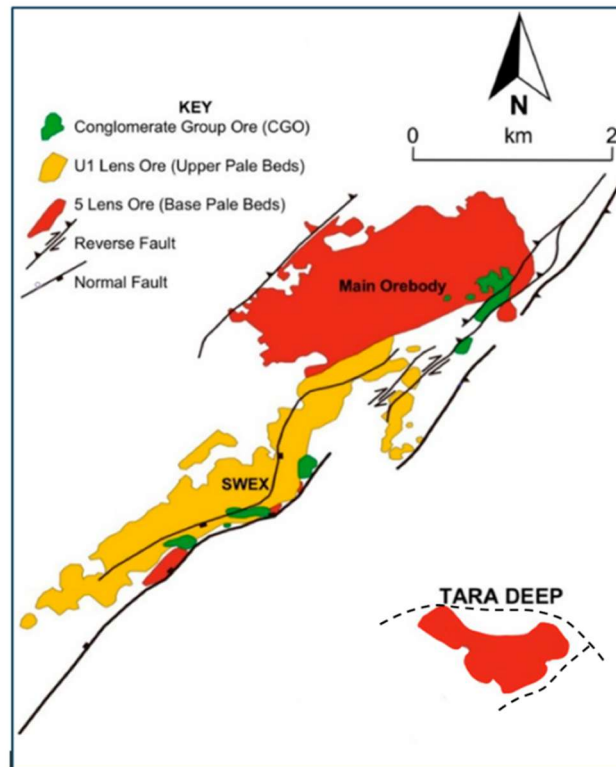 N
0
2
km
KEY
Conglomerate Group Ore (CGO)
U1 Lens Ore (Upper Pale Beds)
5 Lens Ore (Base Pale Beds)
Reverse Fault
Normal Fault
Main Orebody
SWEX
TARA DEEP